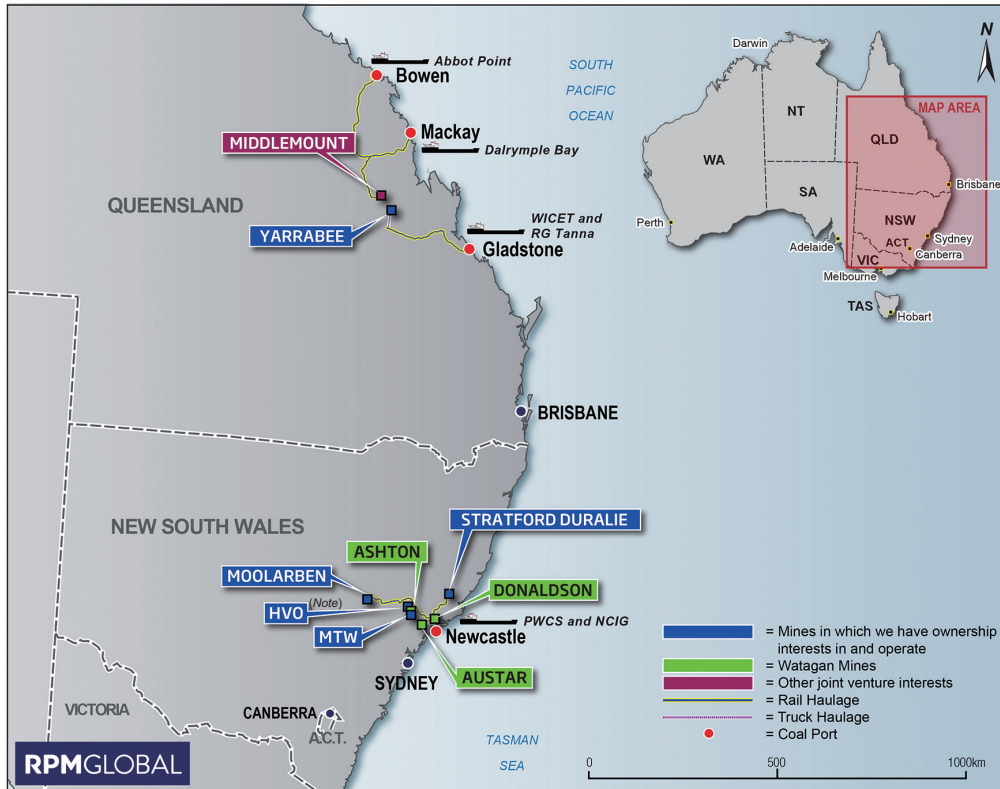 Abbot Point
Bowen
SOUTH
PACIFIC
OCEAN
Mackay
Dalrymple Bay
MIDDLEMOUNT
QUEENSLAND
YARRABEE
WICET and
RG Tanna
Gladstone
BRISBANE
NEW SOUTH WALES
STRATFORD DURALIE
ASHTON
MOOLARBEN
DONALDSON
HVO
(Note)
MTW
PWCS and NCIG
Newcastle
AUSTAR
SYDNEY
VICTORIA
CANBERRA
A.C.T.
TASMAN
SEA
RPMGLOBAL
N
Darwin
MAP AREA
NT
QLD
WA
SA
Brisbane
NSW
Perth
Adelaide
ACT
Sydney
Canberra
VIC
Melbourne
TAS
Hobart
= Mines in which we have ownership
interests in and operate
= Watagan Mines
= Other joint venture interests
= Rail Haulage
= Truck Haulage
= Coal Port
0
500
1000km